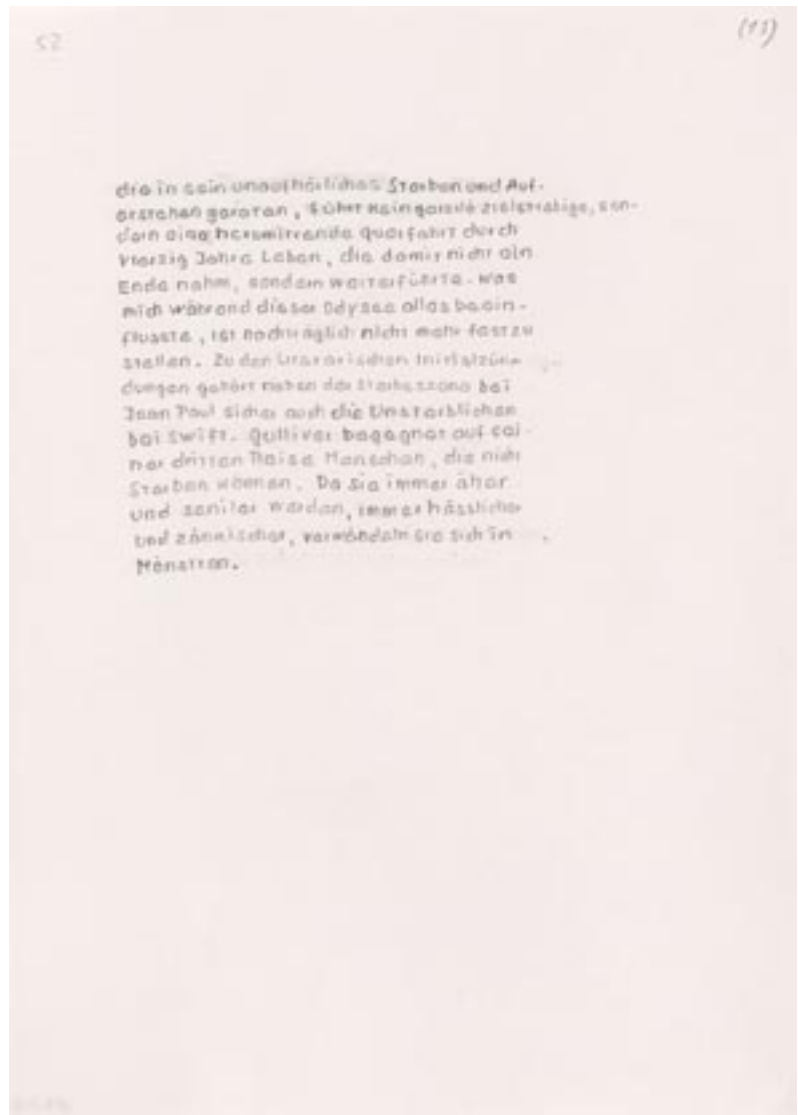 52
(11)
die in sein unaufhörliches Sterben und Auf-
erstehen geraten, führt keine zielstrebige, son-
dern eine herumirrende Querfahrt durch
vierzig Jahre Leben, die damit nicht ein
Ende nahm, sondern weiterführte. Was
mich während dieser Odysee alles beein-
flusste, ist nachträglich nicht mehr festzu
stellen. Zu den literarischen Initialzün-
dungen gehört neben der Sterbeszene bei
Jean Paul sicher auch die Unsterblichen
bei Swift. Gulliver begegnet auf sei-
ner dritten Reise Menschen, die nicht
Sterben können. Da sie immer älter
und seniler werden, immer hässlicher
und zänkischer, verwandeln sie sich in
Monstren.